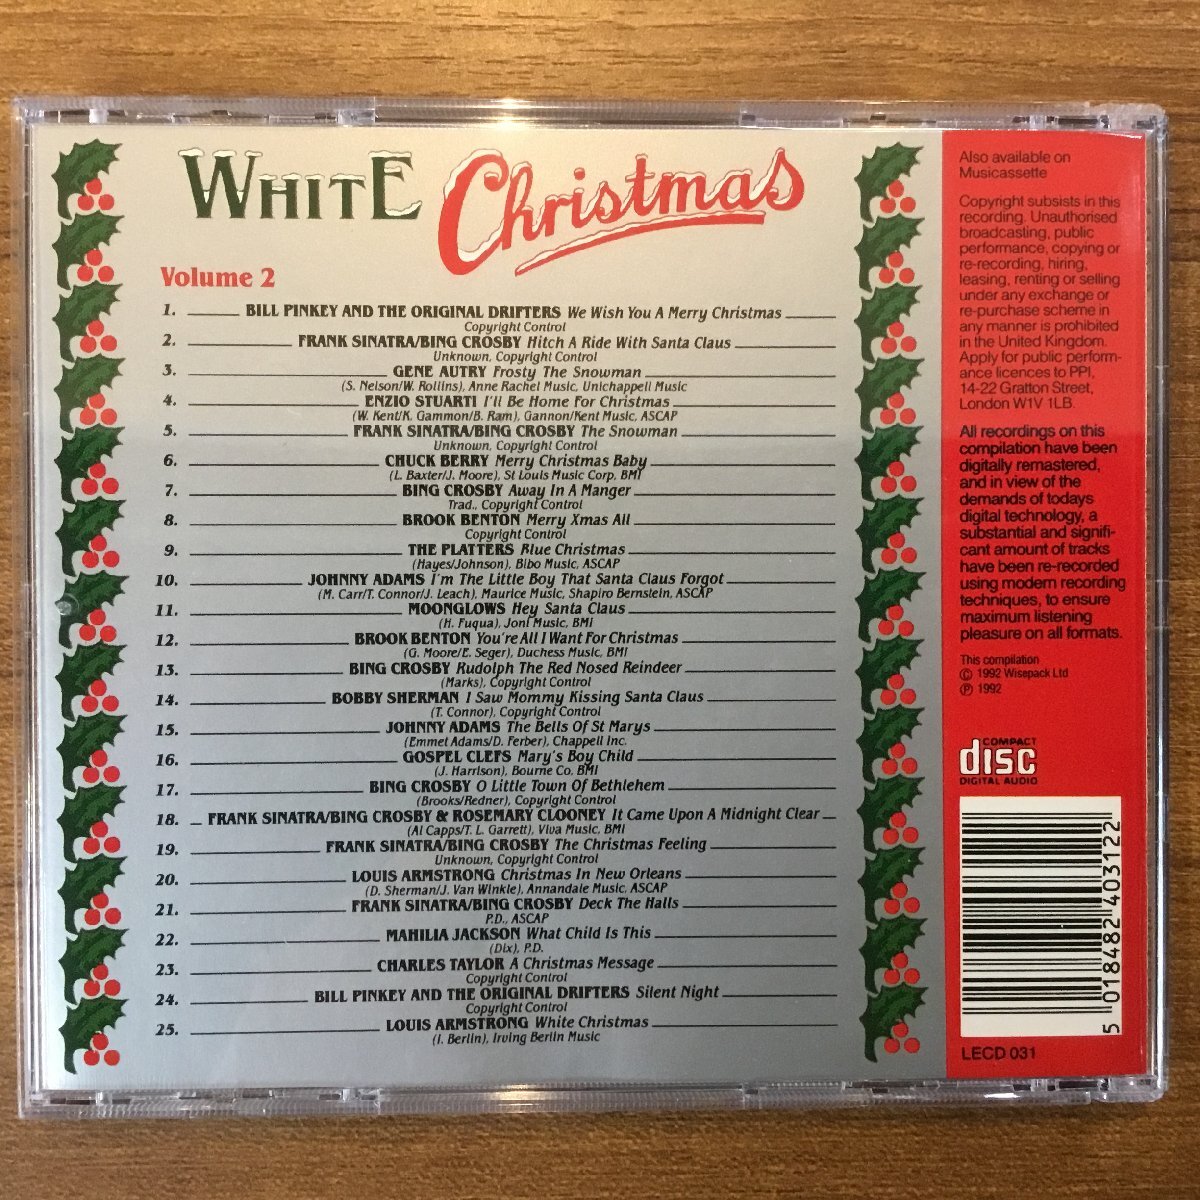 WHITE Christmas
Volume 2
1. BILL PINKEY AND THE ORIGINAL DRIFTERS We Wish You A Merry Christmas
Copyright Control
2. FRANK SINATRA/BING CROSBY Hitch A Ride With Santa Claus
Unknown, Copyright Control
3. GENE AUTRY Frosty The Snowman
(S. Nelson/W. Rollins), Anne Rachel Music, Unichappell Music
4. ENZIO STUARTI I'll Be Home For Christmas
(W. Kent/K. Gammon/B. Ram), Gannon/Kent Music, ASCAP
5. FRANK SINATRA/BING CROSBY The Snowman
Unknown, Copyright Control
6. CHUCK BERRY Merry Christmas Baby
(L. Baxter/J. Moore), St Louis Music Corp, BMI
7. BING CROSBY Away In A Manger
Trad., Copyright Control
8. BROOK BENTON Merry Xmas All
Copyright Control
9. THE PLATTERS Blue Christmas
(Hayes/Johnson), Bibo Music, ASCAP
10. JOHNNY ADAMS I'm The Little Boy That Santa Claus Forgot
(M. Carr/T. Connor/J. Leach), Maurice Music, Shapiro Bernstein, ASCAP
11. MOONGLOWS Hey Santa Claus
(H. Fuqua), Joni Music, BMI
12. BROOK BENTON You're All I Want For Christmas
(G. Moore/E. Seger), Duchess Music, BMI
13. BING CROSBY Rudolph The Red Nosed Reindeer
(Marks), Copyright Control
14. BOBBY SHERMAN I Saw Mommy Kissing Santa Claus
(T. Connor), Copyright Control
15. JOHNNY ADAMS The Bells Of St Marys
(Emmet Adams/D. Ferber), Chappell Inc.
16. GOSPEL CLEFS Mary's Boy Child
(J. Harrison), Bourne Co. BMI
17. BING CROSBY O Little Town Of Bethlehem
(Brooks/Redner), Copyright Control
18. FRANK SINATRA/BING CROSBY & ROSEMARY CLOONEY It Came Upon A Midnight Clear
(Al Capps/T. L. Garrett), Viva Music, BMI
19. FRANK SINATRA/BING CROSBY The Christmas Feeling
Unknown, Copyright Control
20. LOUIS ARMSTRONG Christmas In New Orleans
(D. Sherman/J. Van Winkle), Annandale Music, ASCAP
21. FRANK SINATRA/BING CROSBY Deck The Halls
P.D., ASCAP
22. MAHILIA JACKSON What Child Is This
(Dix), P.D.
23. CHARLES TAYLOR A Christmas Message
Copyright Control
24. BILL PINKEY AND THE ORIGINAL DRIFTERS Silent Night
Copyright Control
25. LOUIS ARMSTRONG White Christmas
(I. Berlin), Irving Berlin Music
Also available on
Musicassette
Copyright subsists in this
recording. Unauthorised
broadcasting, public
performance, copying or
re-recording, hiring,
leasing, renting or selling
under any exchange or
re-purchase scheme in
any manner is prohibited
in the United Kingdom.
Apply for public perform-
ance licences to PPI,
14-22 Gratton Street,
London W1V 1LB.
All recordings on this
compilation have been
digitally remastered,
and in view of the
demands of todays
digital technology, a
substantial and signifi-
cant amount of tracks
have been re-recorded
using modern recording
techniques, to ensure
maximum listening
pleasure on all formats.
This compilation
© 1992 Wisepack Ltd
℗ 1992
COMPACT
disc
DIGITAL AUDIO
5 018482 403122
LECD 031